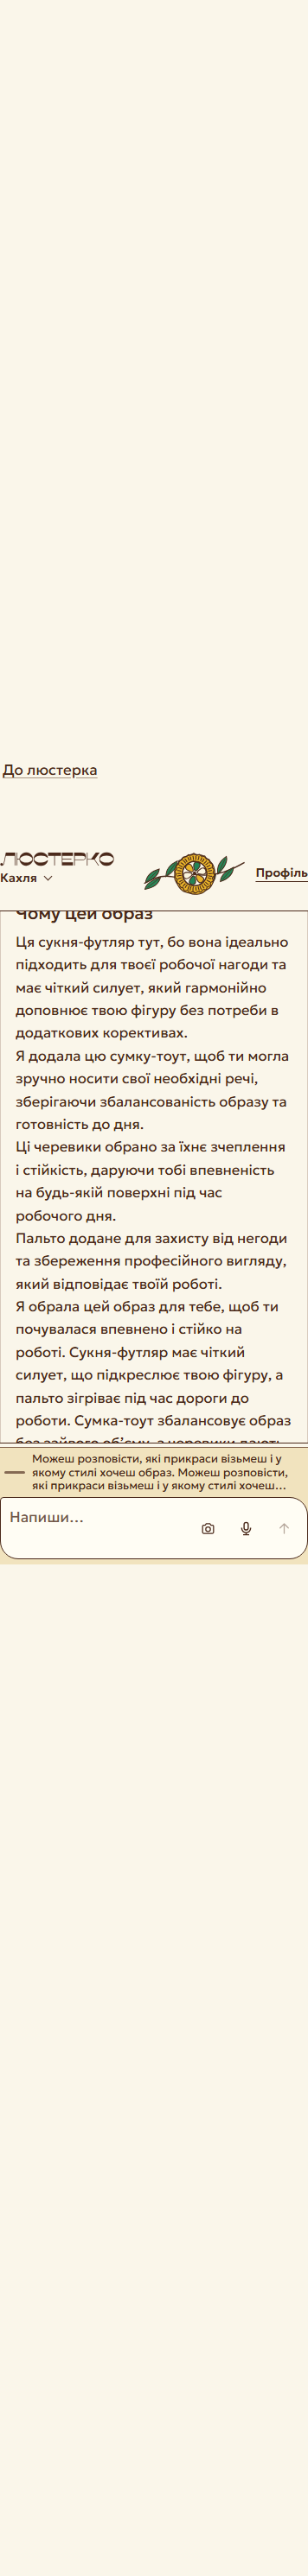 До люстерка
ЛЮСТЕРКО
Кахля
Профіль
Чому цей образ
Ця сукня-футляр тут, бо вона ідеально
підходить для твоєї робочої нагоди та
має чіткий силует, який гармонійно
доповнює твою фігуру без потреби в
додаткових корективах.
Я додала цю сумку-тоут, щоб ти могла
зручно носити свої необхідні речі,
зберігаючи збалансованість образу та
готовність до дня.
Ці черевики обрано за їхнє зчеплення
і стійкість, даруючи тобі впевненість
на будь-якій поверхні під час
робочого дня.
Пальто додане для захисту від негоди
та збереження професійного вигляду,
який відповідає твоїй роботі.
Я обрала цей образ для тебе, щоб ти
почувалася впевнено і стійко на
роботі. Сукня-футляр має чіткий
силует, що підкреслює твою фігуру, а
пальто зігріває під час дороги до
роботи. Сумка-тоут збалансовує образ
без зайвого об’єму, а черевики дають
Можеш розповісти, які прикраси візьмеш і у
якому стилі хочеш образ. Можеш розповісти,
які прикраси візьмеш і у якому стилі хочеш…
Напиши…